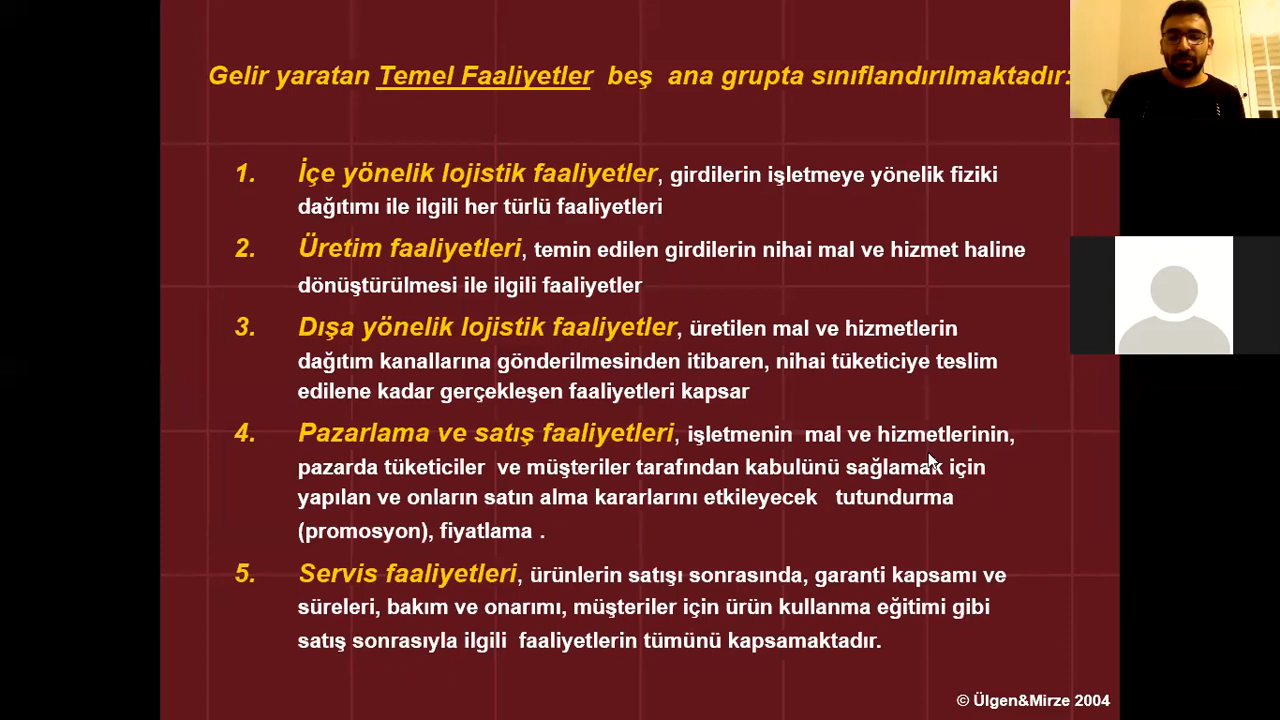 Gelir yaratan Temel Faaliyetler beş ana grupta sınıflandırılmaktadır:
1. İçe yönelik lojistik faaliyetler, girdilerin işletmeye yönelik fiziki
dağıtımı ile ilgili her türlü faaliyetleri
2. Üretim faaliyetleri, temin edilen girdilerin nihai mal ve hizmet haline
dönüştürülmesi ile ilgili faaliyetler
3. Dışa yönelik lojistik faaliyetler, üretilen mal ve hizmetlerin
dağıtım kanallarına gönderilmesinden itibaren, nihai tüketiciye teslim
edilene kadar gerçekleşen faaliyetleri kapsar
4. Pazarlama ve satış faaliyetleri, işletmenin mal ve hizmetlerinin,
pazarda tüketiciler ve müşteriler tarafından kabulünü sağlamak için
yapılan ve onların satın alma kararlarını etkileyecek tutundurma
(promosyon), fiyatlama .
5. Servis faaliyetleri, ürünlerin satışı sonrasında, garanti kapsamı ve
süreleri, bakım ve onarımı, müşteriler için ürün kullanma eğitimi gibi
satış sonrasıyla ilgili faaliyetlerin tümünü kapsamaktadır.
© Ülgen&Mirze 2004